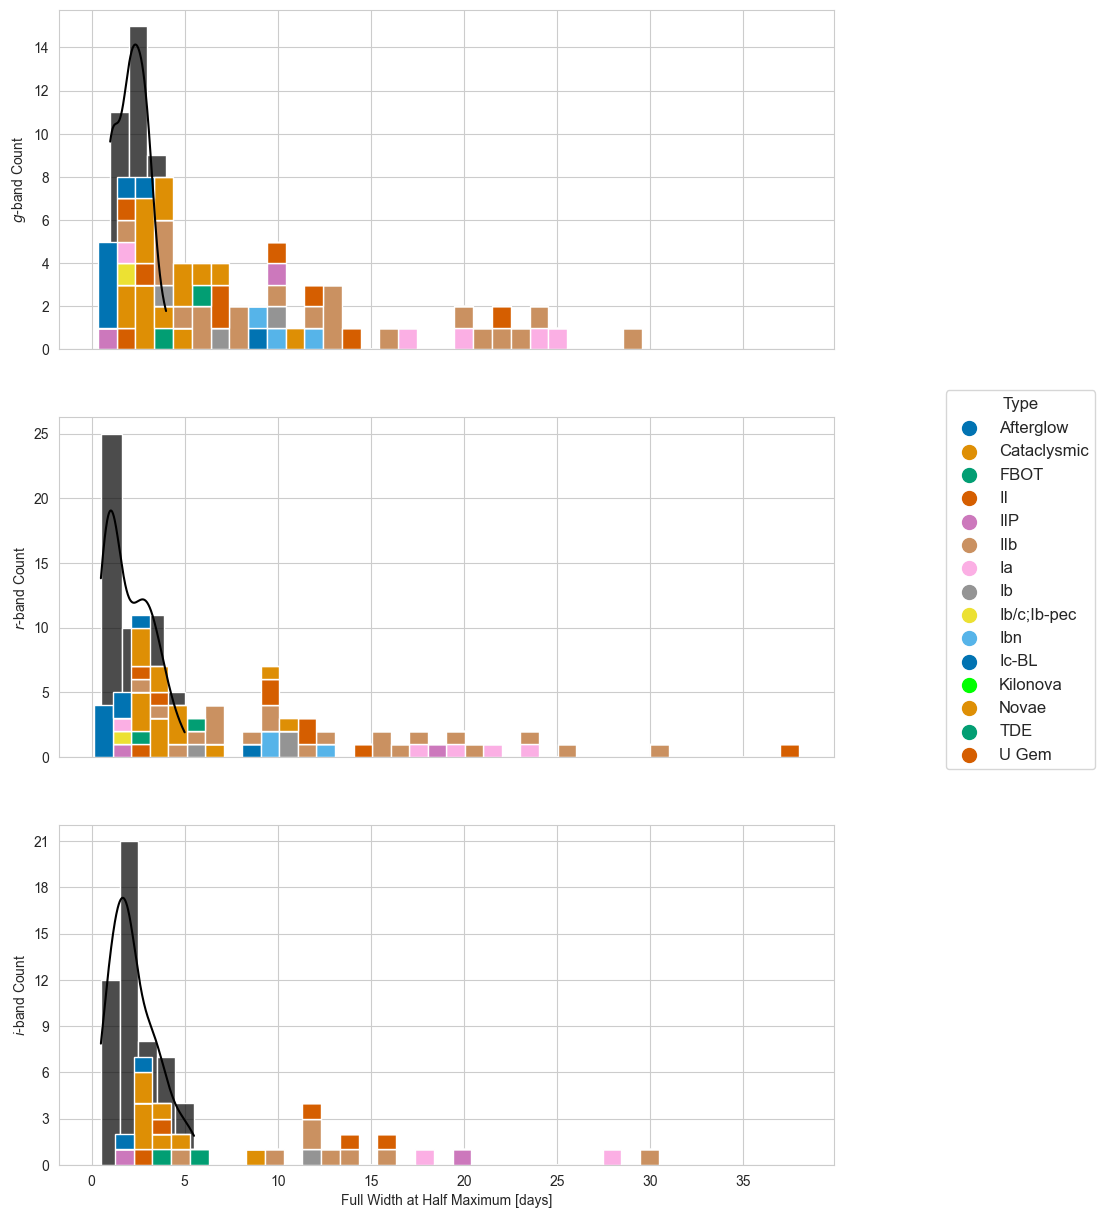 14
12
10
8
6
4
2
0
g-band Count
25
20
15
10
5
0
r-band Count
Type
Afterglow
Cataclysmic
FBOT
II
IIP
IIb
Ia
Ib
Ib/c;Ib-pec
Ibn
Ic-BL
Kilonova
Novae
TDE
U Gem
21
18
15
12
9
6
3
0
i-band Count
0 5 10 15 20 25 30 35
Full Width at Half Maximum [days]